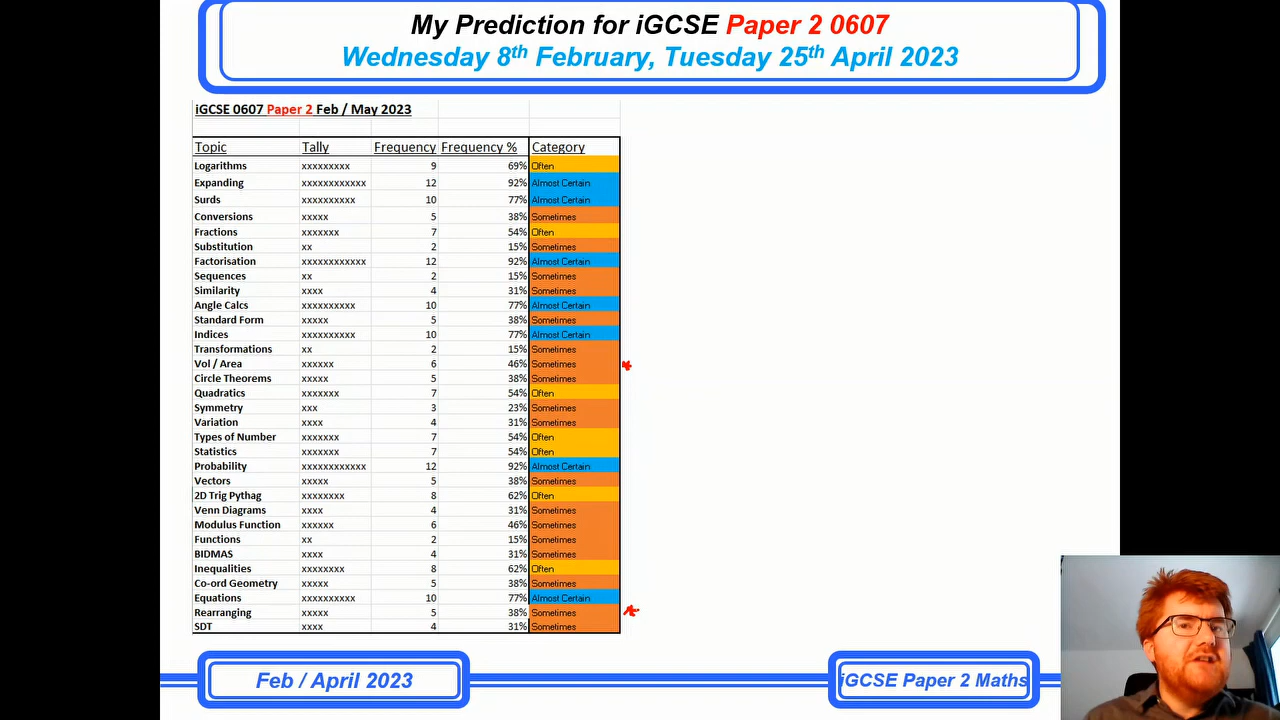 My Prediction for iGCSE Paper 2 0607
Wednesday 8th February, Tuesday 25th April 2023
iGCSE 0607 Paper 2 Feb / May 2023
Topic Tally Frequency Frequency % Category
Logarithms xxxxxxxxx 9 69% Often
Expanding xxxxxxxxxxxx 12 92% Almost Certain
Surds xxxxxxxxxx 10 77% Almost Certain
Conversions xxxxx 5 38% Sometimes
Fractions xxxxxxx 7 54% Often
Substitution xx 2 15% Sometimes
Factorisation xxxxxxxxxxxx 12 92% Almost Certain
Sequences xx 2 15% Sometimes
Similarity xxxx 4 31% Sometimes
Angle Calcs xxxxxxxxxx 10 77% Almost Certain
Standard Form xxxxx 5 38% Sometimes
Indices xxxxxxxxxx 10 77% Almost Certain
Transformations xx 2 15% Sometimes
Vol / Area xxxxxx 6 46% Sometimes
Circle Theorems xxxxx 5 38% Sometimes
Quadratics xxxxxxx 7 54% Often
Symmetry xxx 3 23% Sometimes
Variation xxxx 4 31% Sometimes
Types of Number xxxxxxx 7 54% Often
Statistics xxxxxxx 7 54% Often
Probability xxxxxxxxxxxx 12 92% Almost Certain
Vectors xxxxx 5 38% Sometimes
2D Trig Pythag xxxxxxxx 8 62% Often
Venn Diagrams xxxx 4 31% Sometimes
Modulus Function xxxxxx 6 46% Sometimes
Functions xx 2 15% Sometimes
BIDMAS xxxx 4 31% Sometimes
Inequalities xxxxxxxx 8 62% Often
Co-ord Geometry xxxxx 5 38% Sometimes
Equations xxxxxxxxxx 10 77% Almost Certain
Rearranging xxxxx 5 38% Sometimes
SDT xxxx 4 31% Sometimes
Feb / April 2023
iGCSE Paper 2 Maths